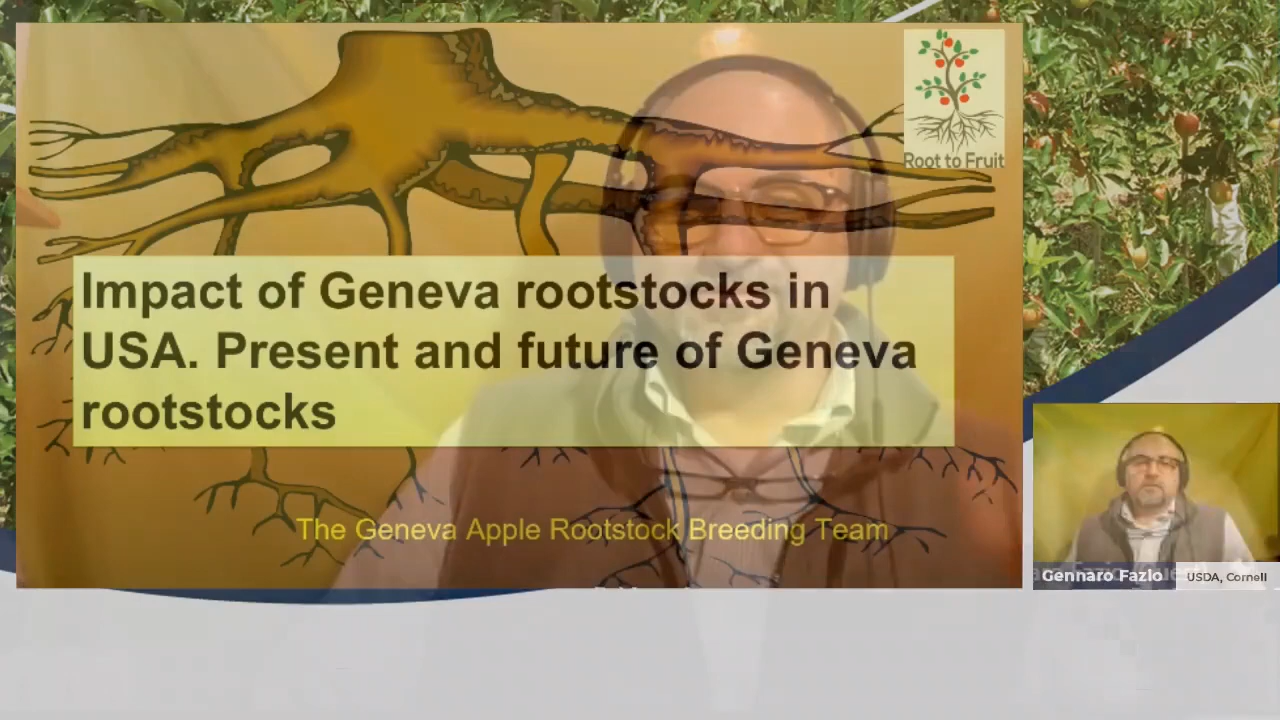 Root to Fruit
Impact of Geneva rootstocks in
USA. Present and future of Geneva
rootstocks
The Geneva Apple Rootstock Breeding Team
Gennaro Fazio
USDA, Cornell